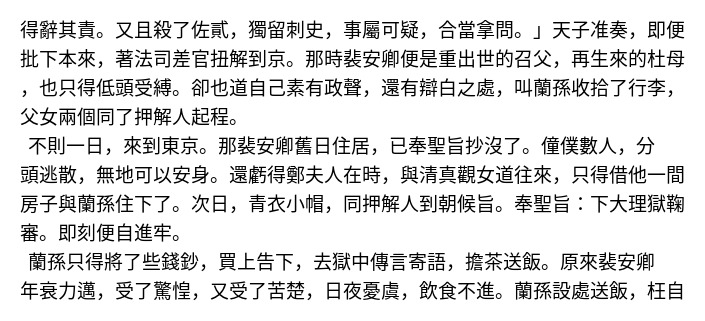 得辭其責。又且殺了佐貳，獨留刺史，事屬可疑，合當拿問。」天子准奏，即便
批下本來，著法司差官扭解到京。那時裴安卿便是重出世的召父，再生來的杜母
，也只得低頭受縛。卻也道自己素有政聲，還有辯白之處，叫蘭孫收拾了行李，
父女兩個同了押解人起程。
不則一日，來到東京。那裴安卿舊日住居，已奉聖旨抄沒了。僮僕數人，分
頭逃散，無地可以安身。還虧得鄭夫人在時，與清真觀女道往來，只得借他一間
房子與蘭孫住下了。次日，青衣小帽，同押解人到朝候旨。奉聖旨：下大理獄鞠
審。即刻便自進牢。
蘭孫只得將了些錢鈔，買上告下，去獄中傳言寄語，擔茶送飯。原來裴安卿
年衰力邁，受了驚惶，又受了苦楚，日夜憂虞，飲食不進。蘭孫設處送飯，枉自